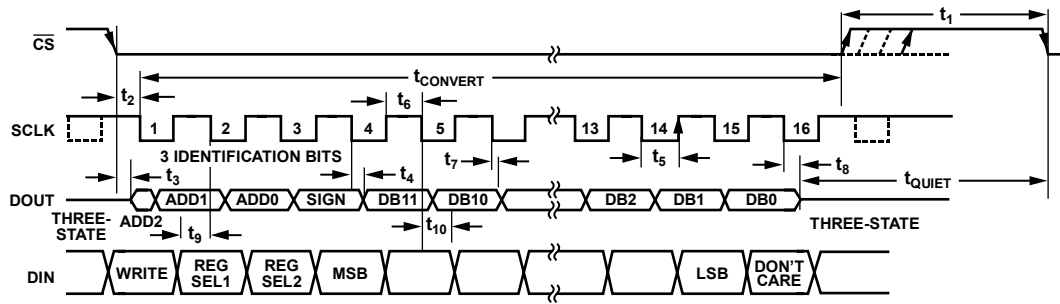 t1
CS
tCONVERT
t2
t6
SCLK
1 2 3 4 5 13 14 15 16
3 IDENTIFICATION BITS
t3 t4 t7 t5 t8
tQUIET
DOUT
ADD1 ADD0 SIGN DB11 DB10 DB2 DB1 DB0
THREE-
STATE
ADD2
t9
t10
THREE-STATE
DIN
WRITE
REG
SEL1
REG
SEL2
MSB
LSB
DON'T
CARE